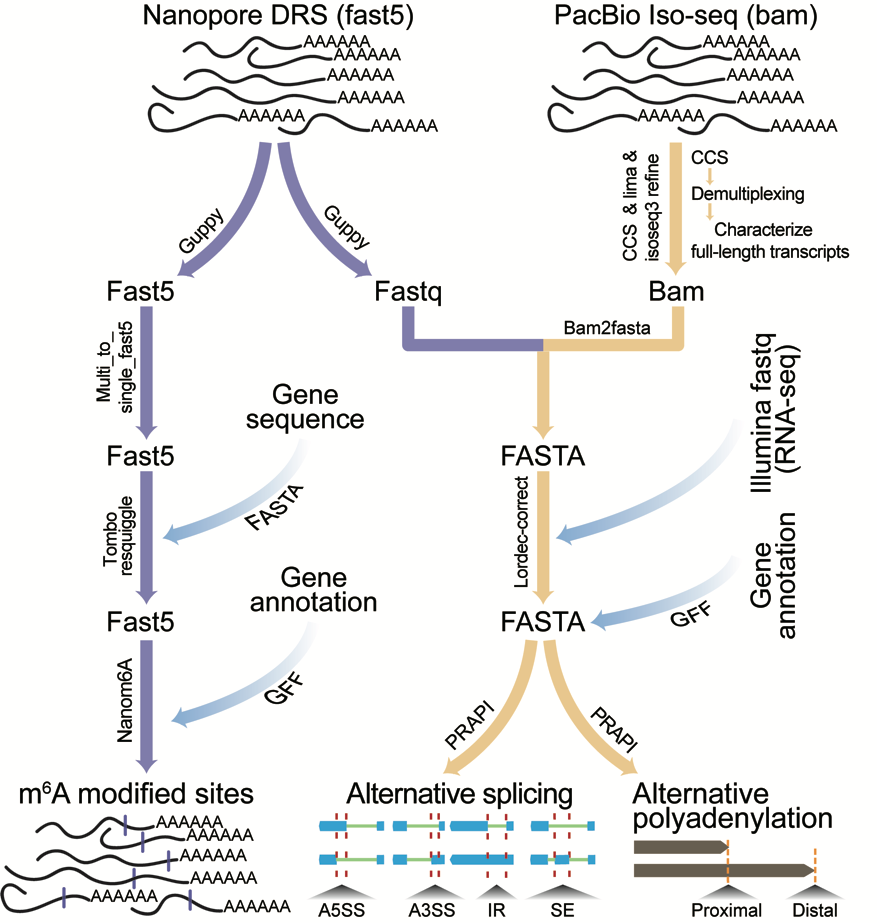 Nanopore DRS (fast5)
PacBio Iso-seq (bam)
AAAAAA
AAAAAA
AAAAAA
AAAAAA
AAAAAA
AAAAAA
AAAAAA
AAAAAA
AAAAAA
AAAAAA
AAAAAA
AAAAAA
Guppy
Guppy
CCS & lima &
isoseq3 refine
CCS
Demultiplexing
Characterize
full-length transcripts
Fast5
Fastq
Bam
Multi_to_
single_fast5
Bam2fasta
Gene
sequence
FASTA
Illumina fastq
(RNA-seq)
Fast5
FASTA
Tombo
resquiggle
Lordec-correct
Gene
annotation
GFF
Gene
annotation
GFF
Fast5
FASTA
Nanom6A
PRAPI
PRAPI
m⁶A modified sites
AAAAAA
AAAAAA
AAAAAA
AAAAAA
AAAAAA
AAAAAA
Alternative splicing
A5SS
A3SS
IR
SE
Alternative
polyadenylation
Proximal
Distal